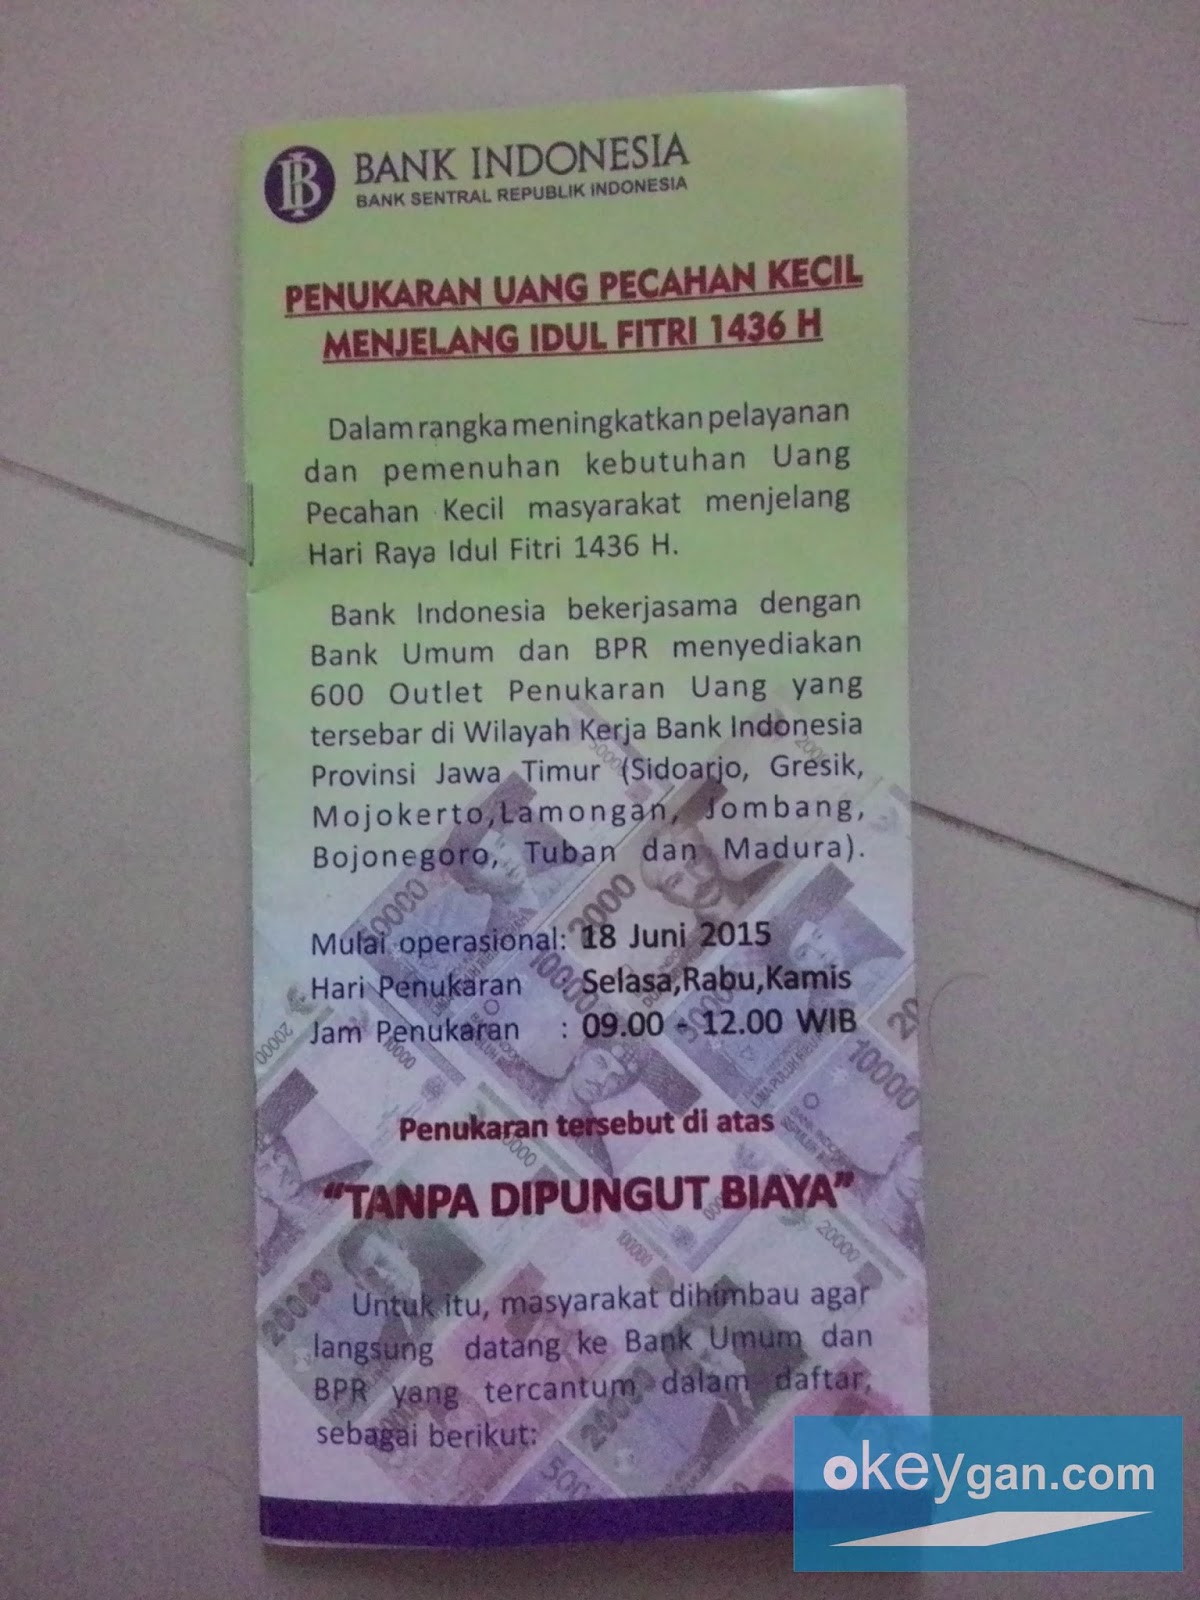 BANK INDONESIA
BANK SENTRAL REPUBLIK INDONESIA
PENUKARAN UANG PECAHAN KECIL
MENJELANG IDUL FITRI 1436 H
Dalam rangka meningkatkan pelayanan
dan pemenuhan kebutuhan Uang
Pecahan Kecil masyarakat menjelang
Hari Raya Idul Fitri 1436 H.
Bank Indonesia bekerjasama dengan
Bank Umum dan BPR menyediakan
600 Outlet Penukaran Uang yang
tersebar di Wilayah Kerja Bank Indonesia
Provinsi Jawa Timur (Sidoarjo, Gresik,
Mojokerto,Lamongan, Jombang,
Bojonegoro, Tuban dan Madura).
Mulai operasional: 18 Juni 2015
Hari Penukaran : Selasa,Rabu,Kamis
Jam Penukaran : 09.00 - 12.00 WIB
Penukaran tersebut di atas
“TANPA DIPUNGUT BIAYA”
Untuk itu, masyarakat dihimbau agar
langsung datang ke Bank Umum dan
BPR yang tercantum dalam daftar,
sebagai berikut:
okeygan.com